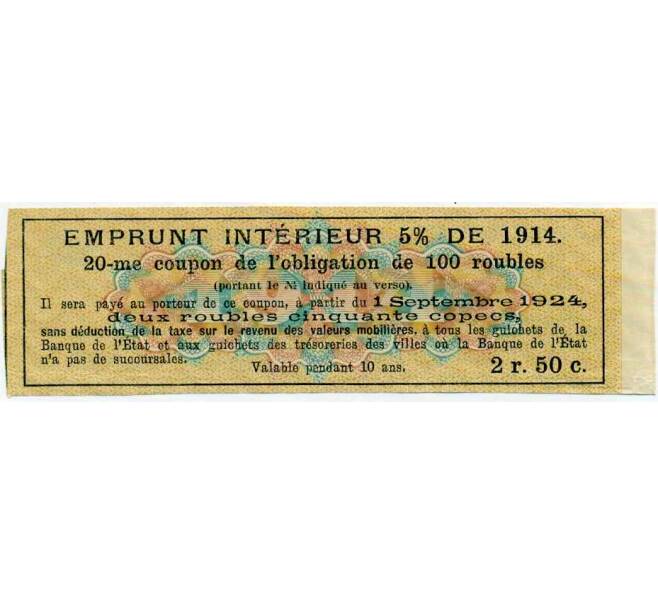 EMPRUNT INTÉRIEUR 5% DE 1914.
20-me coupon de l'obligation de 100 roubles
(portant le № indiqué au verso).
Il sera payé au porteur de ce coupon, à partir du 1 Septembre 1924,
deux roubles cinquante copecs,
sans déduction de la taxe sur le revenu des valeurs mobilières, à tous les guichets de la
Banque de l'État et aux guichets des trésoreries des villes où la Banque de l'État
n'a pas de succoursales.
Valable pendant 10 ans.
2 r. 50 c.